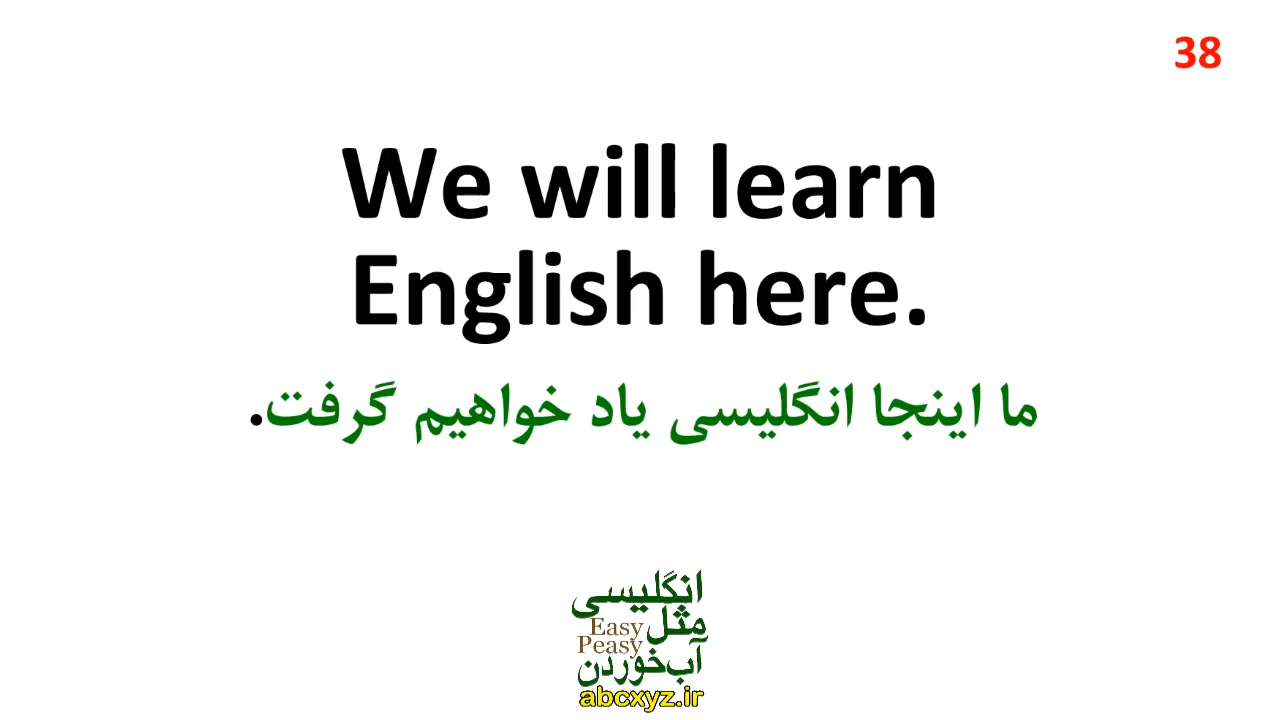 38
We will learn
English here.
ما اینجا انگلیسی یاد خواهیم گرفت.
انگلیسی
مثل Easy
Peasy
آب‌خوردن
abcxyz.ir